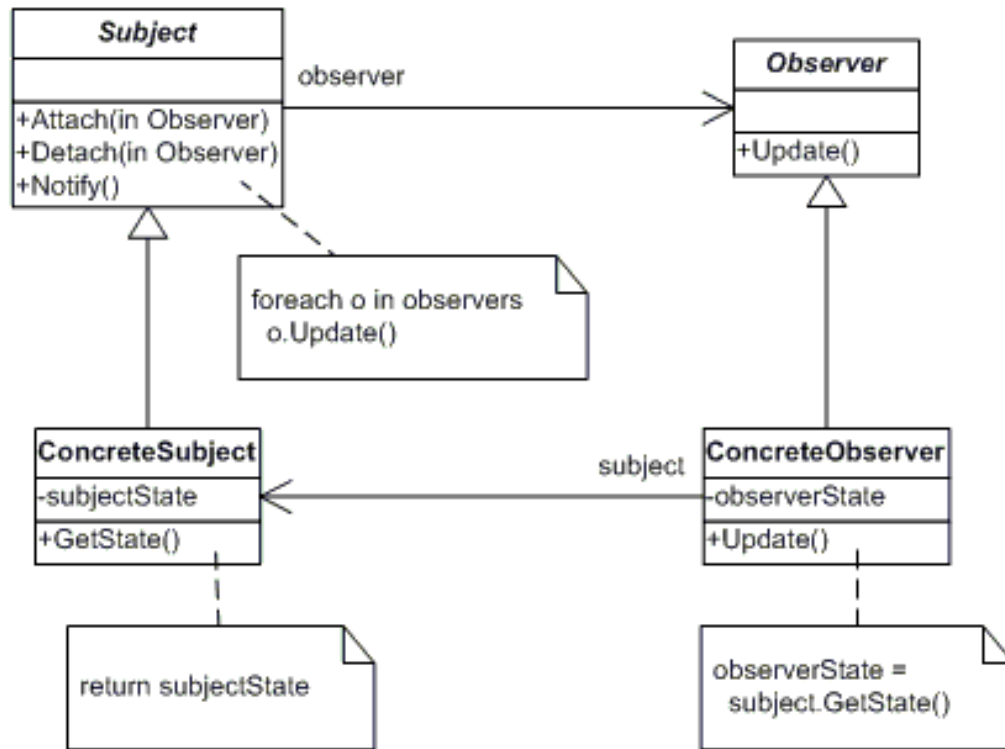 Subject
+Attach(in Observer)
+Detach(in Observer)
+Notify()
observer
Observer
+Update()
foreach o in observers
o.Update()
ConcreteSubject
-subjectState
+GetState()
subject
ConcreteObserver
-observerState
+Update()
return subjectState
observerState =
subject.GetState()